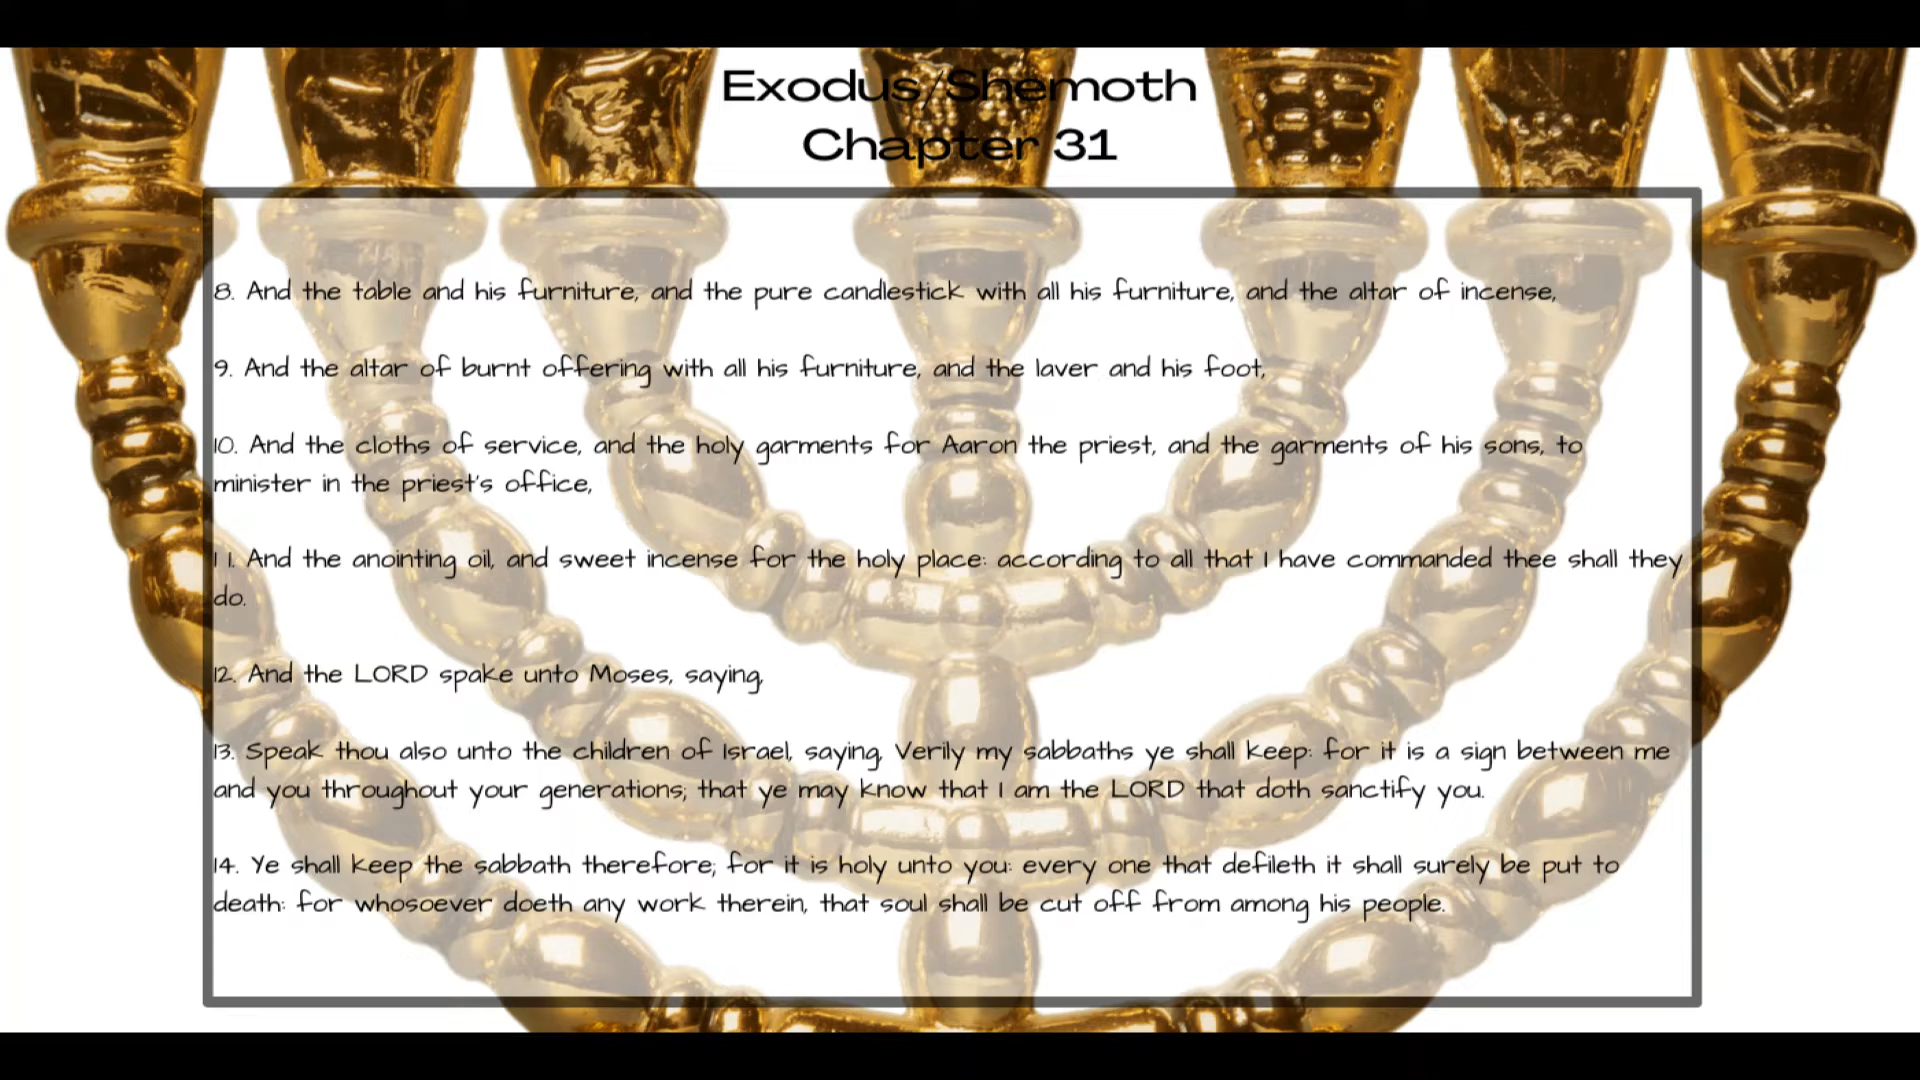 Exodus/Shemoth
Chapter 31
8. And the table and his furniture, and the pure candlestick with all his furniture, and the altar of incense,
9. And the altar of burnt offering with all his furniture, and the laver and his foot,
10. And the cloths of service, and the holy garments for Aaron the priest, and the garments of his sons, to
minister in the priest's office,
11. And the anointing oil, and sweet incense for the holy place: according to all that I have commanded thee shall they
do.
12. And the LORD spake unto Moses, saying,
13. Speak thou also unto the children of Israel, saying, Verily my sabbaths ye shall keep: for it is a sign between me
and you throughout your generations; that ye may know that I am the LORD that doth sanctify you.
14. Ye shall keep the sabbath therefore; for it is holy unto you: every one that defileth it shall surely be put to
death: for whosoever doeth any work therein, that soul shall be cut off from among his people.